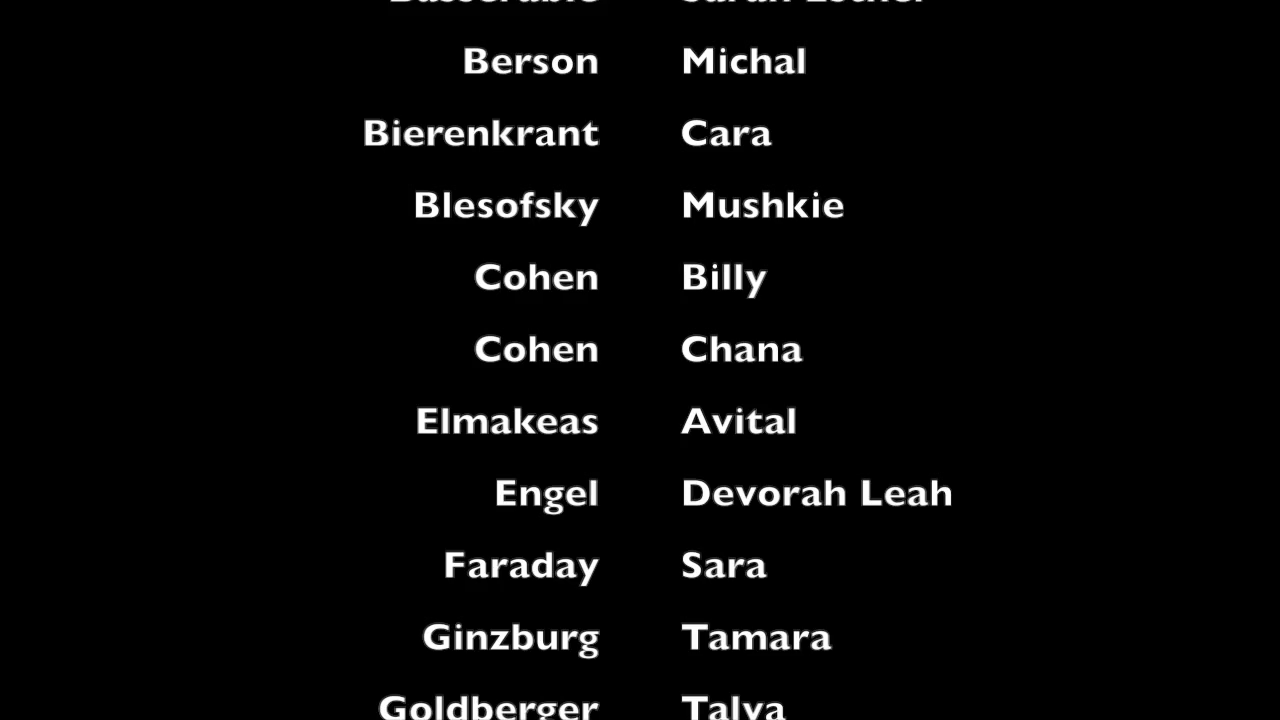 Berson Michal
Bierenkrant Cara
Blesofsky Mushkie
Cohen Billy
Cohen Chana
Elmakeas Avital
Engel Devorah Leah
Faraday Sara
Ginzburg Tamara
Goldberger Talya